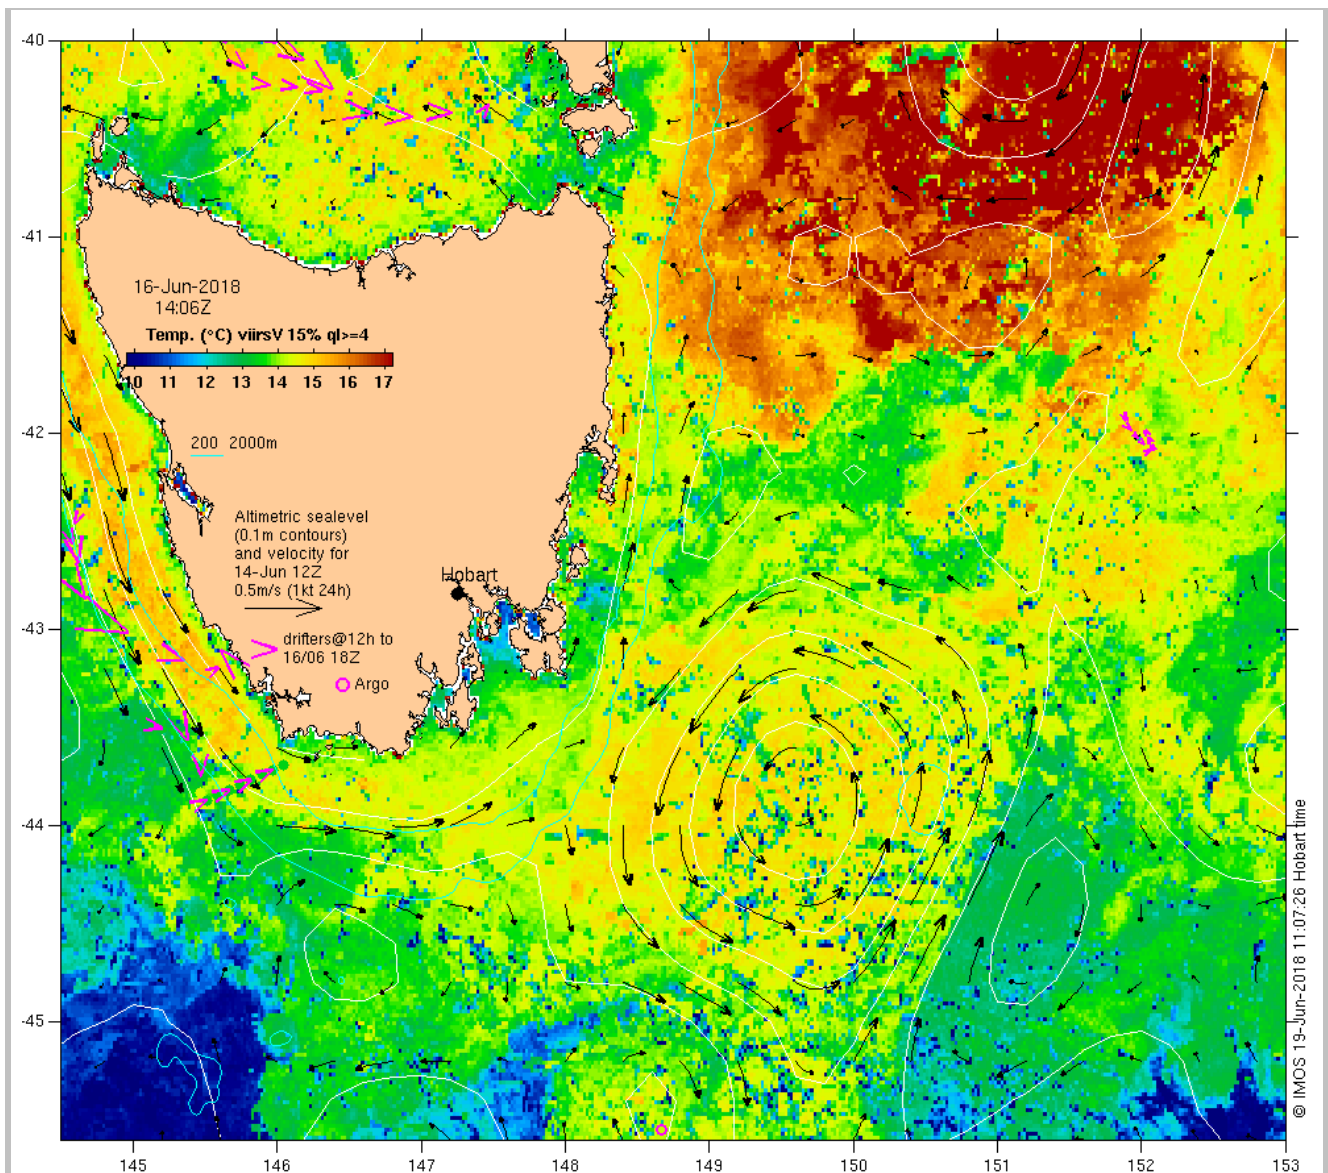 -40
-41
16-Jun-2018
14:06Z
Temp. (°C) viirsV 15% ql>=4
10 11 12 13 14 15 16 17
-42
200 2000m
Altimetric sealevel
(0.1m contours)
and velocity for
14-Jun 12Z
0.5m/s (1kt 24h)
Hobart
-43
drifters@12h to
16/06 18Z
Argo
-44
-45
145 146 147 148 149 150 151 152 153
© IMOS 19-Jun-2018 11:07:26 Hobart time